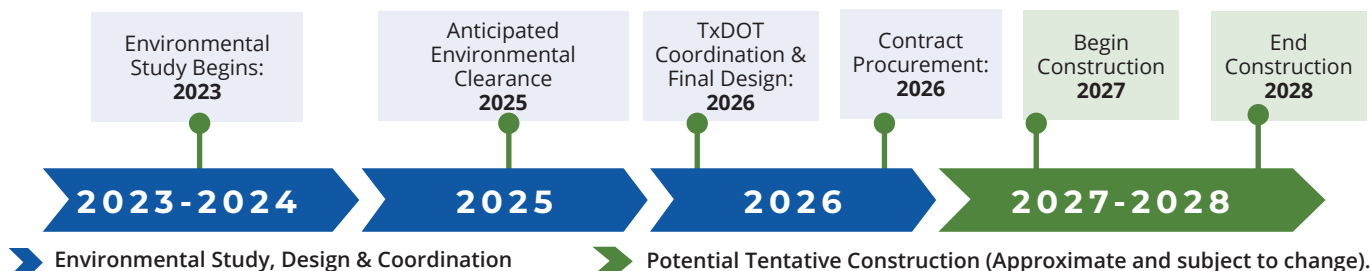 Environmental
Study Begins:
2023
Anticipated
Environmental
Clearance
2025
TxDOT
Coordination &
Final Design:
2026
Contract
Procurement:
2026
Begin
Construction
2027
End
Construction
2028
2023-2024
2025
2026
2027-2028
Environmental Study, Design & Coordination
Potential Tentative Construction (Approximate and subject to change).